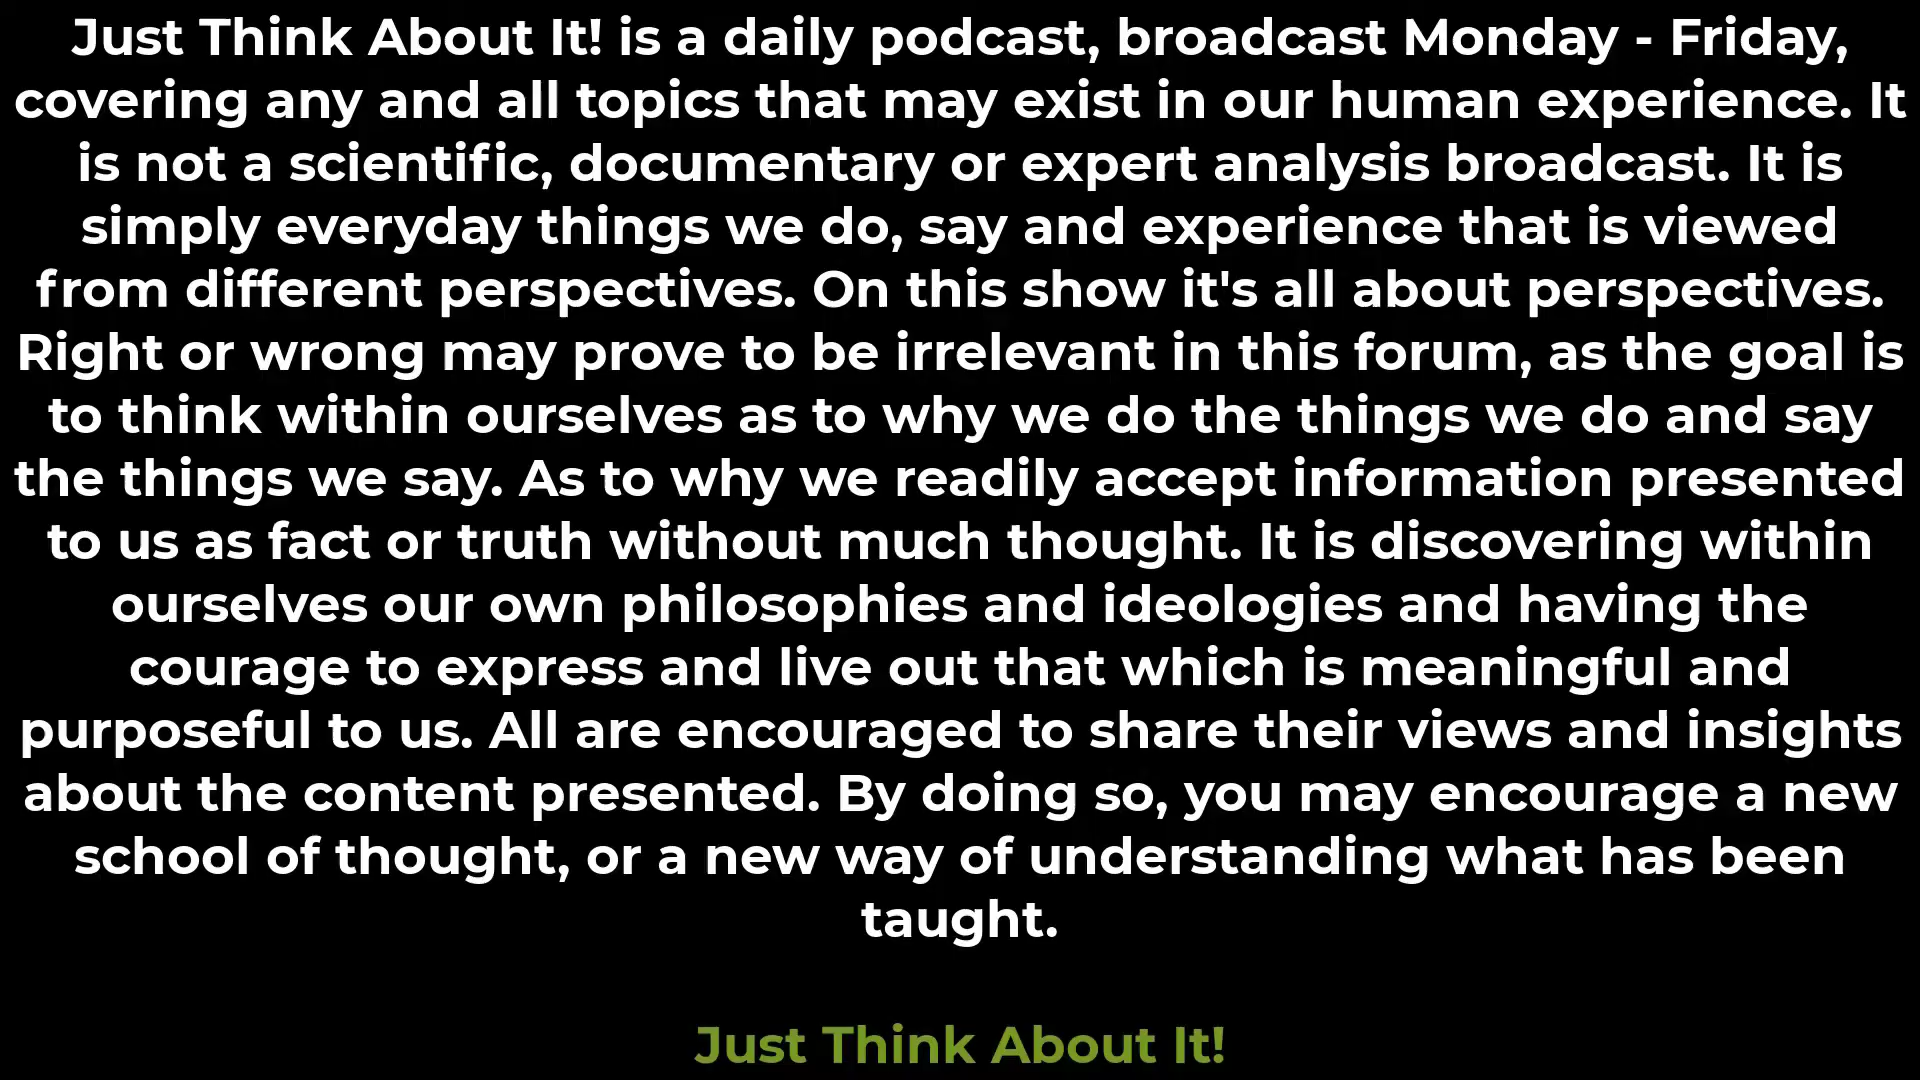 Just Think About It! is a daily podcast, broadcast Monday - Friday,
covering any and all topics that may exist in our human experience. It
is not a scientific, documentary or expert analysis broadcast. It is
simply everyday things we do, say and experience that is viewed
from different perspectives. On this show it's all about perspectives.
Right or wrong may prove to be irrelevant in this forum, as the goal is
to think within ourselves as to why we do the things we do and say
the things we say. As to why we readily accept information presented
to us as fact or truth without much thought. It is discovering within
ourselves our own philosophies and ideologies and having the
courage to express and live out that which is meaningful and
purposeful to us. All are encouraged to share their views and insights
about the content presented. By doing so, you may encourage a new
school of thought, or a new way of understanding what has been
taught.
Just Think About It!